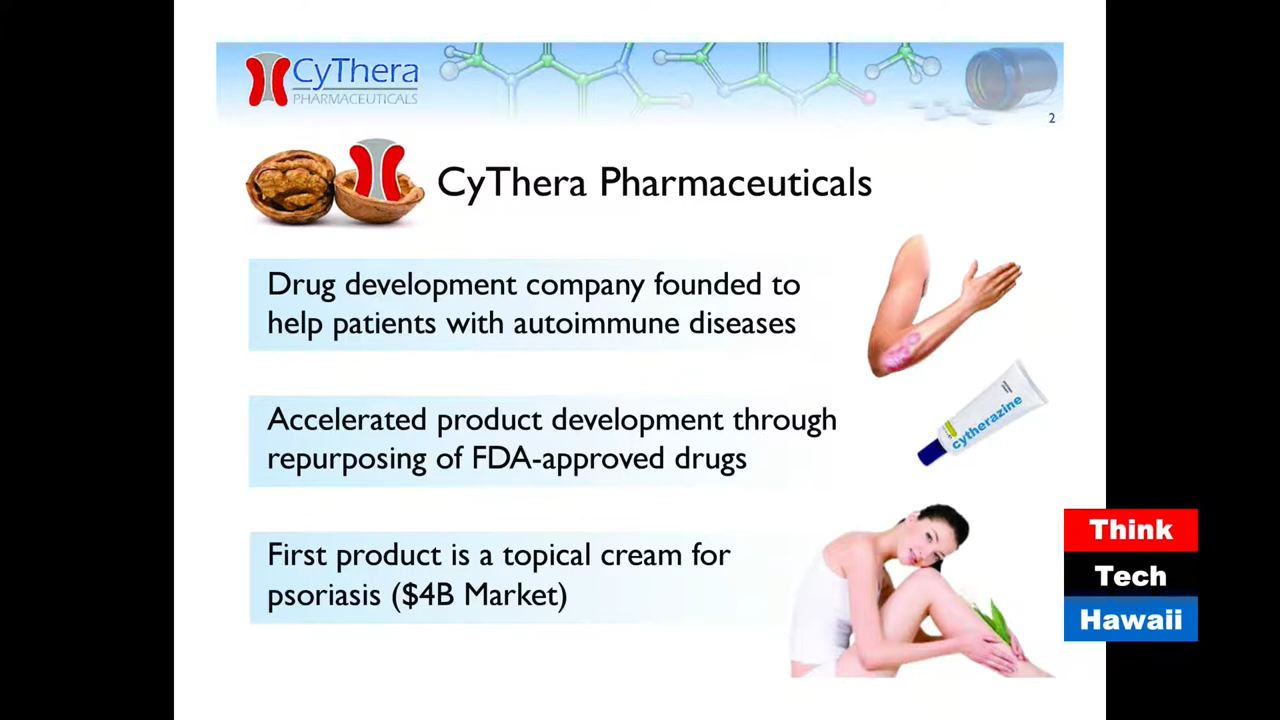 CyThera
PHARMACEUTICALS
2
CyThera Pharmaceuticals
Drug development company founded to
help patients with autoimmune diseases
Accelerated product development through
repurposing of FDA-approved drugs
cytherazine
First product is a topical cream for
psoriasis ($4B Market)
Think
Tech
Hawaii